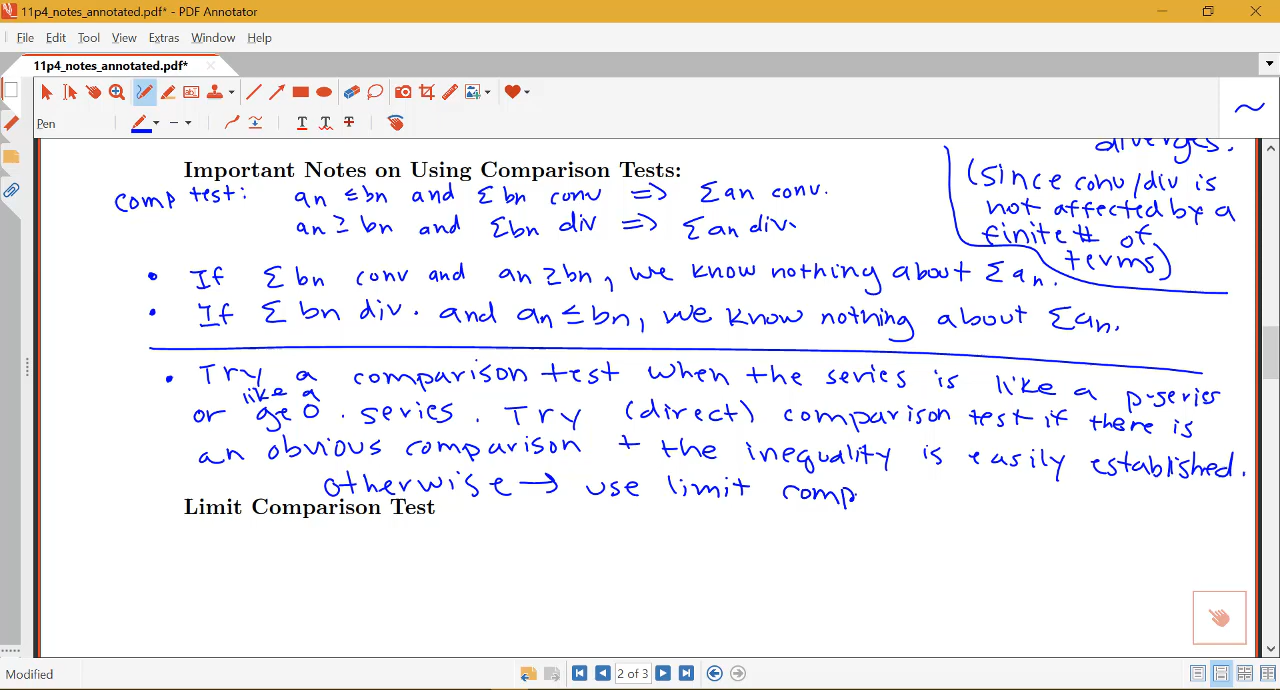 11p4_notes_annotated.pdf* - PDF Annotator
File Edit Tool View Extras Window Help
11p4_notes_annotated.pdf*
Pen
diverges.
(since conv/div is
not affected by a
finite # of
terms)
Important Notes on Using Comparison Tests:
comp test: an ≤ bn and Σ bn conv => Σ an conv.
an ≥ bn and Σ bn div => Σ an div.
• If Σ bn conv and an ≥ bn, we know nothing about Σ an.
• If Σ bn div. and an ≤ bn, we know nothing about Σ an.
• Try a comparison test when the series is like a p-series
or like a geo. series. Try (direct) comparison test if there is
an obvious comparison + the inequality is easily established.
otherwise → use limit comp
Limit Comparison Test
Modified
2 of 3